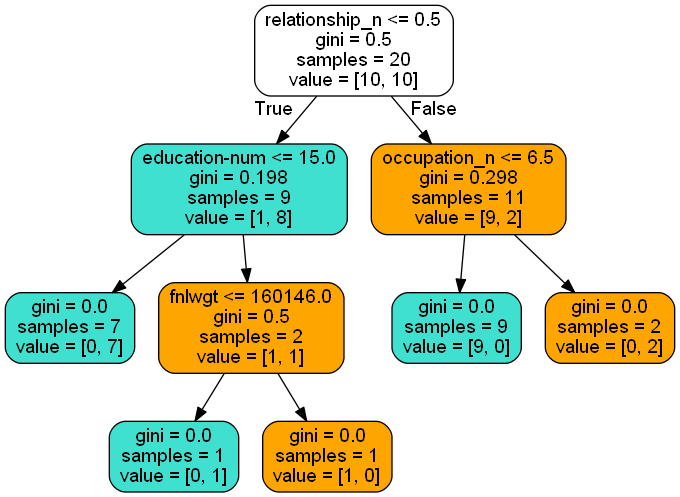 relationship_n <= 0.5
gini = 0.5
samples = 20
value = [10, 10]
True
False
education-num <= 15.0
gini = 0.198
samples = 9
value = [1, 8]
occupation_n <= 6.5
gini = 0.298
samples = 11
value = [9, 2]
gini = 0.0
samples = 7
value = [0, 7]
fnlwgt <= 160146.0
gini = 0.5
samples = 2
value = [1, 1]
gini = 0.0
samples = 9
value = [9, 0]
gini = 0.0
samples = 2
value = [0, 2]
gini = 0.0
samples = 1
value = [0, 1]
gini = 0.0
samples = 1
value = [1, 0]